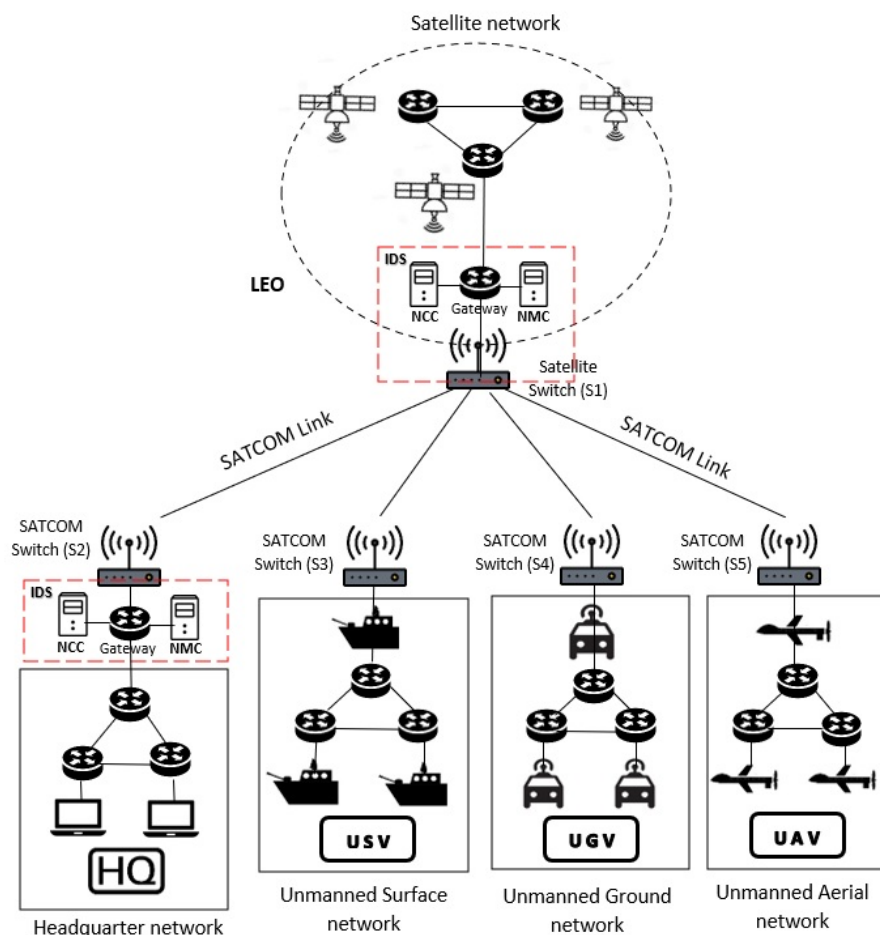 Satellite network
LEO
IDS
NCC
Gateway
NMC
Satellite
Switch (S1)
SATCOM Link
SATCOM Link
SATCOM
Switch (S2)
SATCOM
Switch (S3)
SATCOM
Switch (S4)
SATCOM
Switch (S5)
IDS
NCC
Gateway
NMC
HQ
USV
UGV
UAV
Headquarter network
Unmanned Surface
network
Unmanned Ground
network
Unmanned Aerial
network